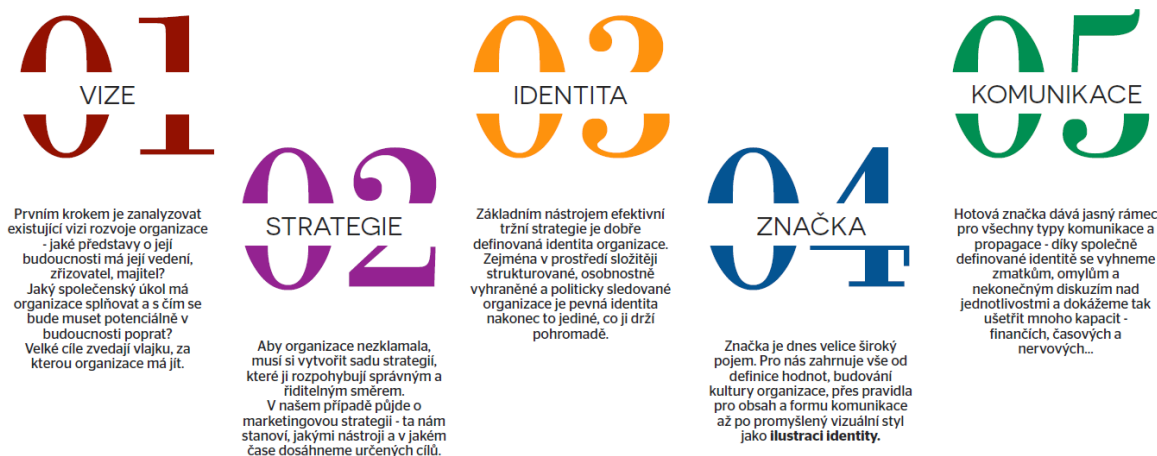 01
VIZE
Prvním krokem je zanalyzovat
existující vizi rozvoje organizace
- jaké představy o její
budoucnosti má její vedení,
zřizovatel, majitel?
Jaký společenský úkol má
organizace splňovat a s čím se
bude muset potenciálně v
budoucnosti poprat?
Velké cíle zvedají vlajku, za
kterou organizace má jít.
02
STRATEGIE
Aby organizace nezklamala,
musí si vytvořit sadu strategií,
které ji rozpohybují správným a
řiditelným směrem.
V našem případě půjde o
marketingovou strategii - ta nám
stanoví, jakými nástroji a v jakém
čase dosáhneme určených cílů.
03
IDENTITA
Základním nástrojem efektivní
tržní strategie je dobře
definovaná identita organizace.
Zejména v prostředí složitěji
strukturované, osobnostně
vyhraněné a politicky sledované
organizace je pevná identita
nakonec to jediné, co ji drží
pohromadě.
04
ZNAČKA
Značka je dnes velice široký
pojem. Pro nás zahrnuje vše od
definice hodnot, budování
kultury organizace, přes pravidla
pro obsah a formu komunikace
až po promyšlený vizuální styl
jako ilustraci identity.
05
KOMUNIKACE
Hotová značka dává jasný rámec
pro všechny typy komunikace a
propagace - díky společně
definované identitě se vyhneme
zmatkům, omylům a
nekonečným diskuzím nad
jednotlivostmi a dokážeme tak
ušetřit mnoho kapacit -
finančích, časových a
nervových...